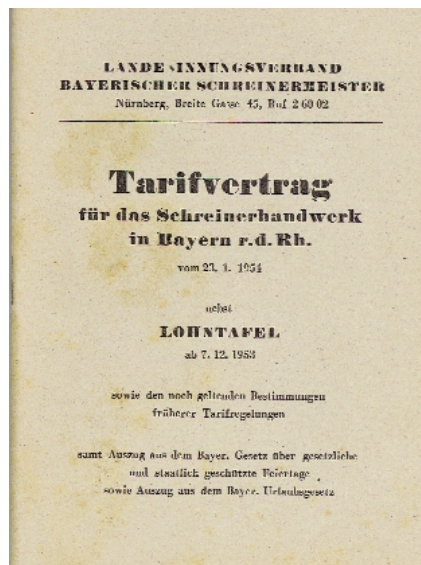 LANDESINNUNGSVERBAND
BAYERISCHER SCHREINERMEISTER
Nürnberg, Breite Gasse 45, Ruf 2 60 02
Tarifvertrag
für das Schreinerhandwerk
in Bayern r.d.Rh.
vom 23. 1. 1954
nebst
LOHNTAFEL
ab 7. 12. 1953
sowie den noch geltenden Bestimmungen
früherer Tarifregelungen
samt Auszug aus dem Bayer. Gesetz über gesetzliche
und staatlich geschützte Feiertage
sowie Auszug aus dem Bayer. Urlaubsgesetz